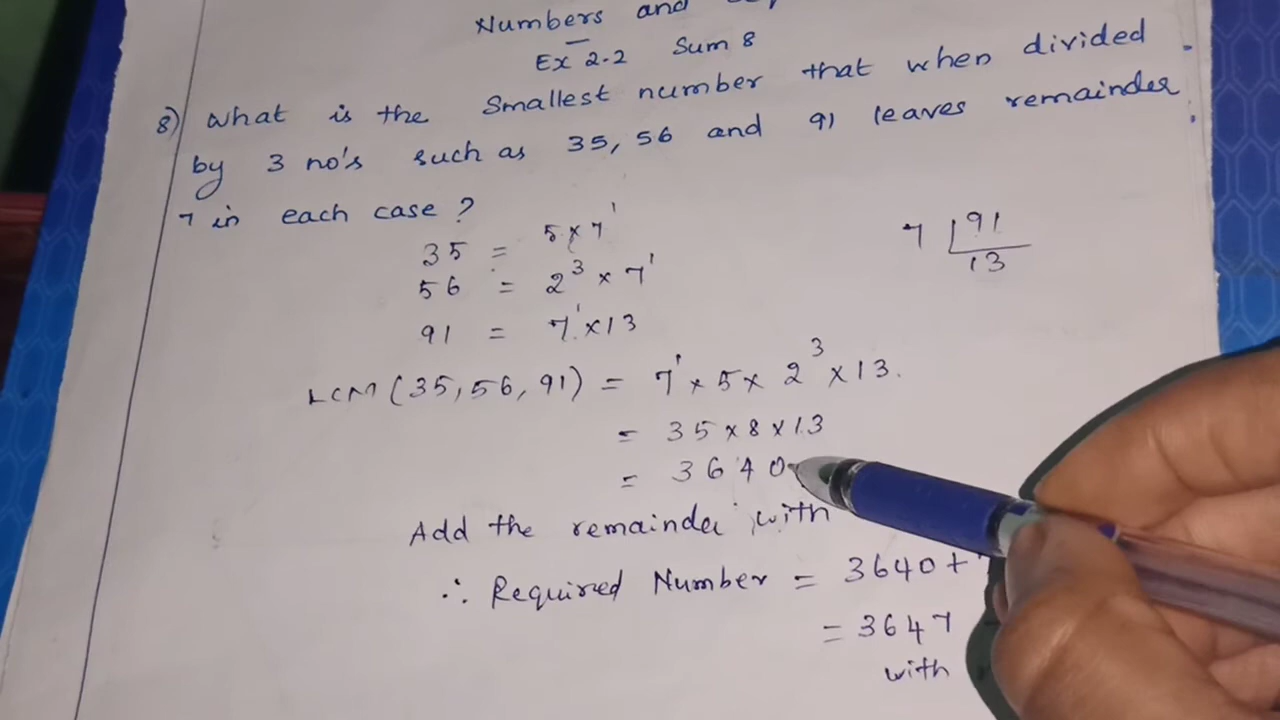 Numbers and
Ex 2.2 Sum 8
8) What is the smallest number that when divided
by 3 no's such as 35, 56 and 91 leaves remainder
7 in each case ?
35 = 5 × 7¹
56 = 2³ × 7¹
91 = 7¹ × 13
7 | 91
13
LCM (35, 56, 91) = 7¹ × 5 × 2³ × 13.
= 35 × 8 × 13
= 3640
Add the remainder with
∴ Required Number = 3640 +
= 3647
with